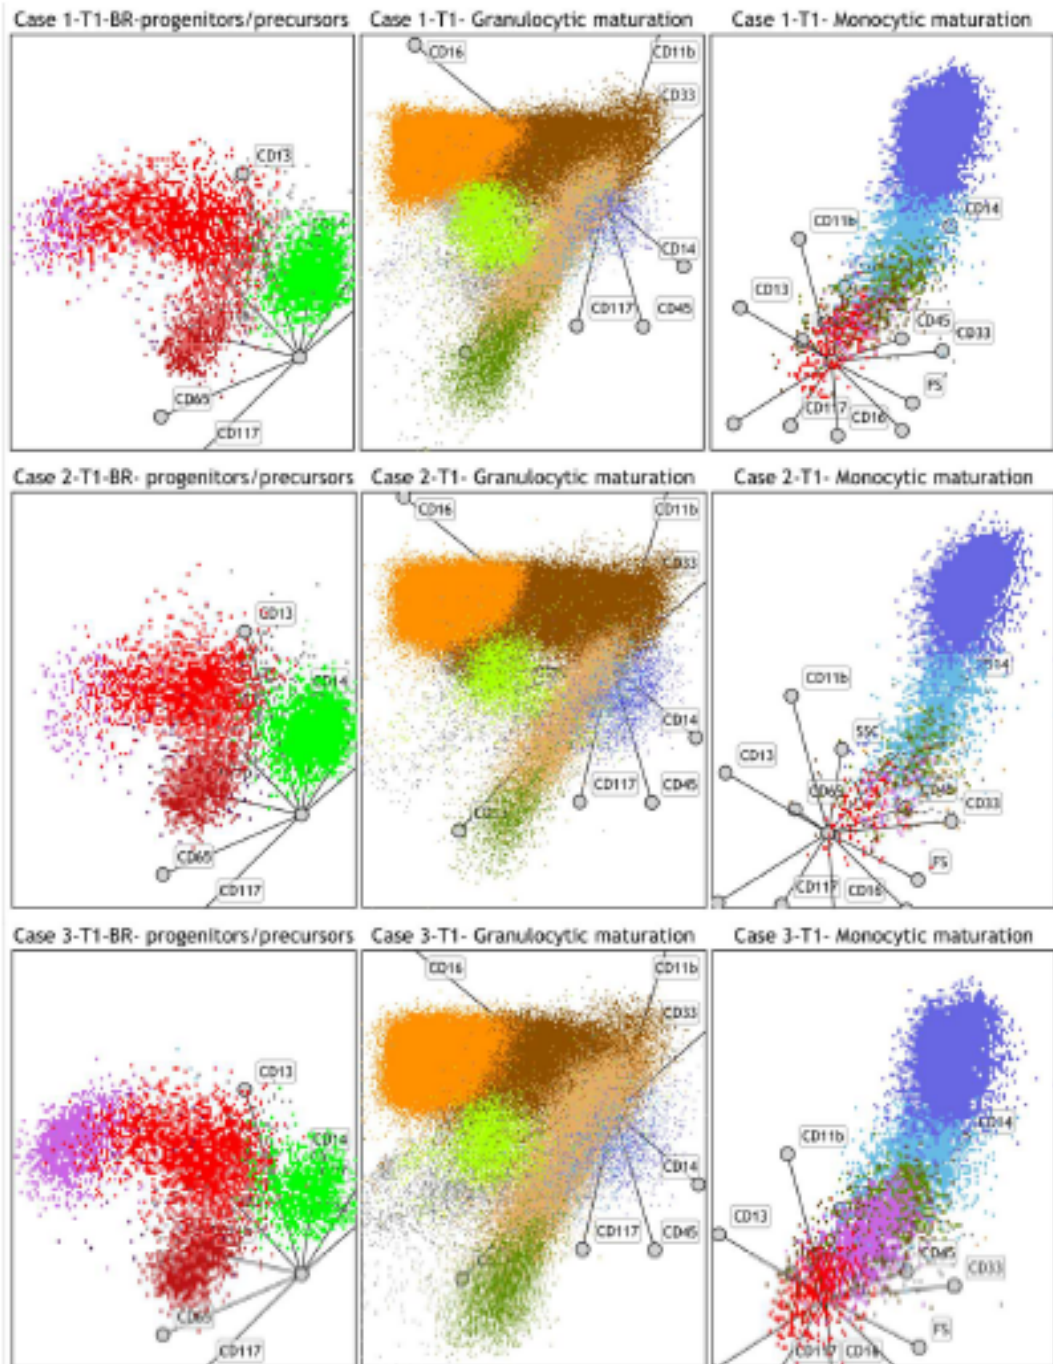 Case 1-T1-BR-progenitors/precursors
CD13
CD65
CD117
Case 1-T1- Granulocytic maturation
CD16
CD11b
CD33
CD14
CD117
CD45
Case 1-T1- Monocytic maturation
CD14
CD11b
CD13
CD45
CD33
FS
CD117
CD16
Case 2-T1-BR- progenitors/precursors
CD13
CD14
CD65
CD117
Case 2-T1- Granulocytic maturation
CD16
CD11b
CD33
CD14
CD117
CD45
Case 2-T1- Monocytic maturation
CD11b
SSC
CD13
CD65
CD33
FS
CD117
CD16
Case 3-T1-BR- progenitors/precursors
CD13
CD14
CD65
CD117
Case 3-T1- Granulocytic maturation
CD16
CD11b
CD33
CD14
CD117
CD45
Case 3-T1- Monocytic maturation
CD14
CD11b
CD13
CD45
CD33
FS
CD117
CD16